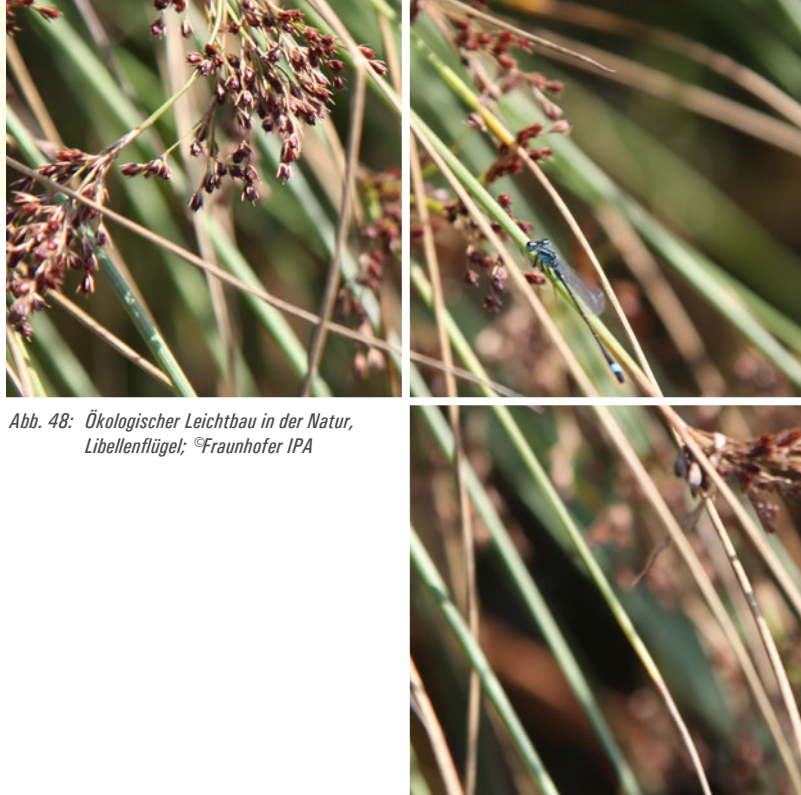 Abb. 48: Ökologischer Leichtbau in der Natur,
Libellenflügel; ©Fraunhofer IPA